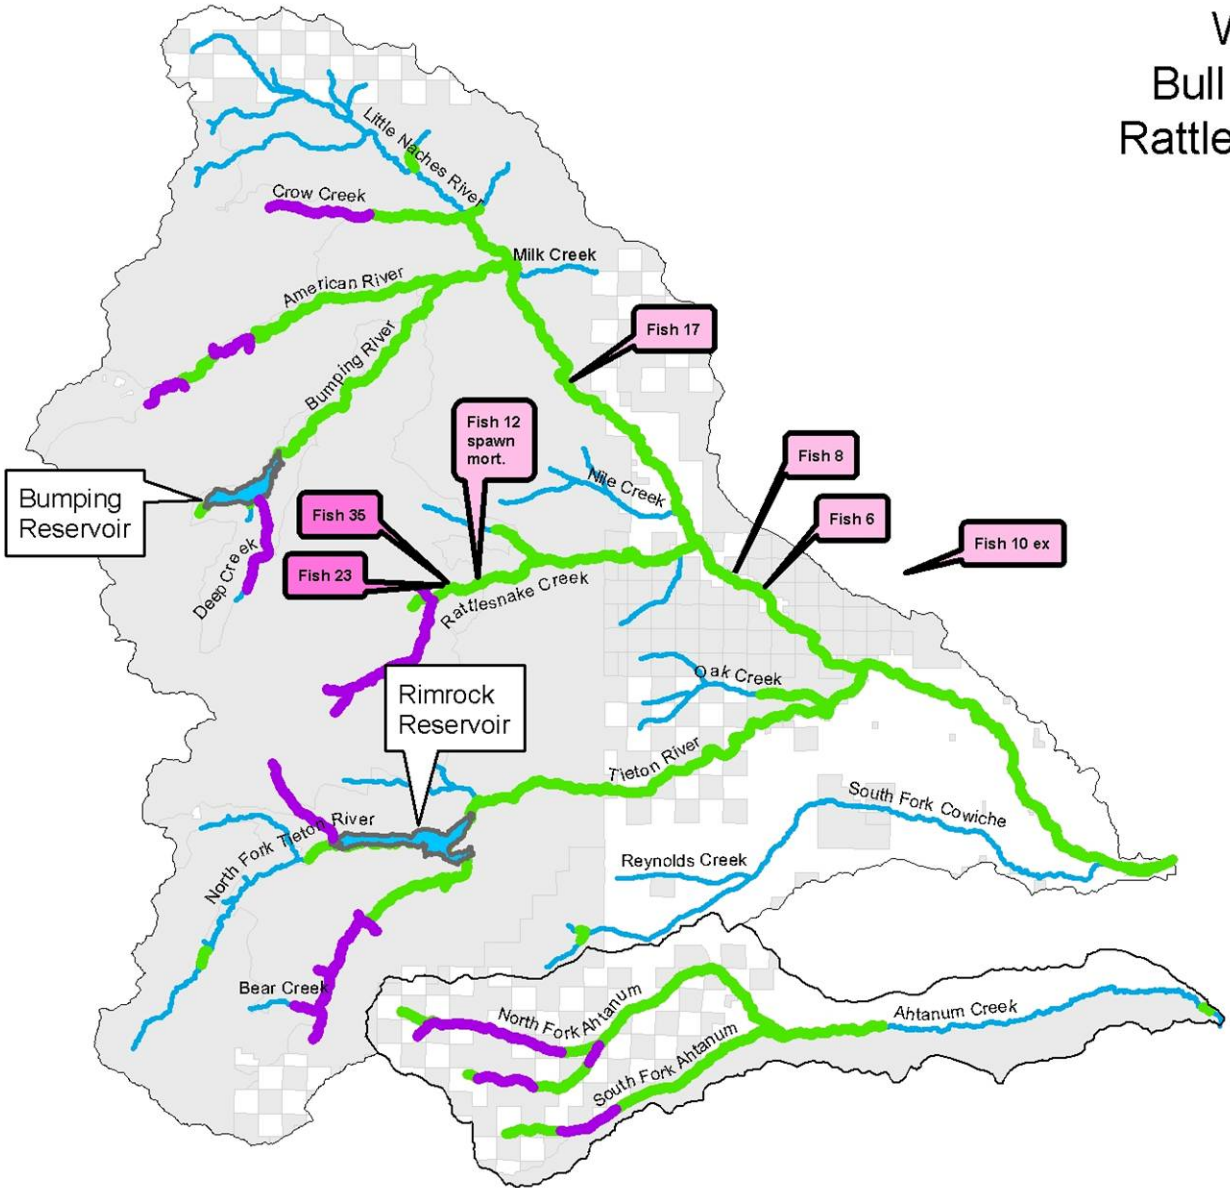 W
Bull
Rattle
Little Naches River
Crow Creek
Milk Creek
American River
Fish 17
Bumping River
Fish 12
spawn
mort.
Fish 8
Bumping
Reservoir
Nile Creek
Fish 35
Fish 6
Fish 10 ex
Fish 23
Deep Creek
Rattlesnake Creek
Rimrock
Reservoir
Oak Creek
Tieton River
South Fork Cowiche
North Fork Tieton River
Reynolds Creek
Bear Creek
North Fork Ahtanum
Ahtanum Creek
South Fork Ahtanum